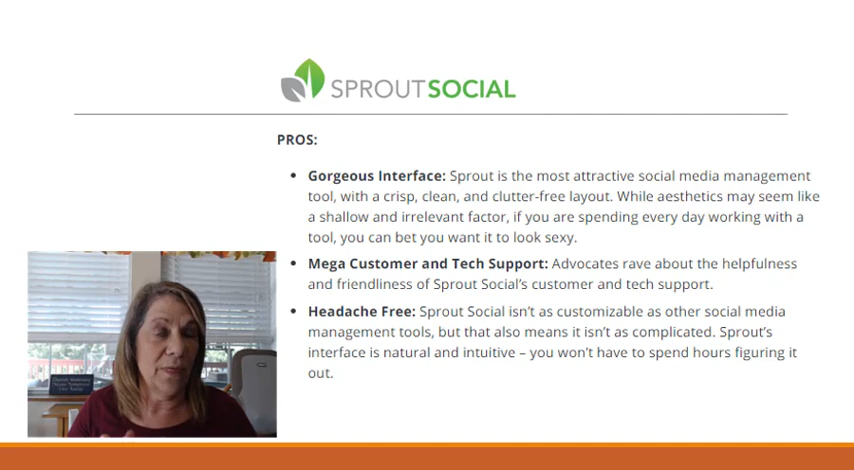 SPROUTSOCIAL
PROS:
• Gorgeous Interface: Sprout is the most attractive social media management
tool, with a crisp, clean, and clutter-free layout. While aesthetics may seem like
a shallow and irrelevant factor, if you are spending every day working with a
tool, you can bet you want it to look sexy.
• Mega Customer and Tech Support: Advocates rave about the helpfulness
and friendliness of Sprout Social’s customer and tech support.
• Headache Free: Sprout Social isn’t as customizable as other social media
management tools, but that also means it isn’t as complicated. Sprout’s
interface is natural and intuitive – you won’t have to spend hours figuring it
out.